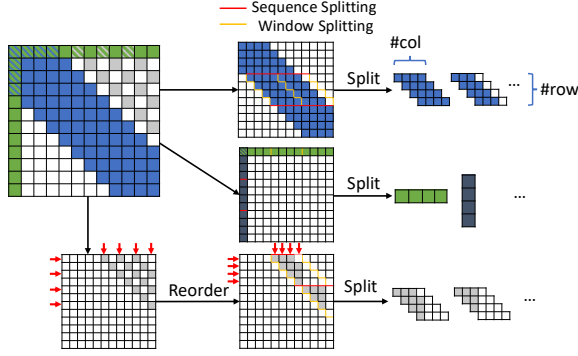 Sequence Splitting
Window Splitting
#col
Split
...
#row
Split
...
Reorder
Split
...